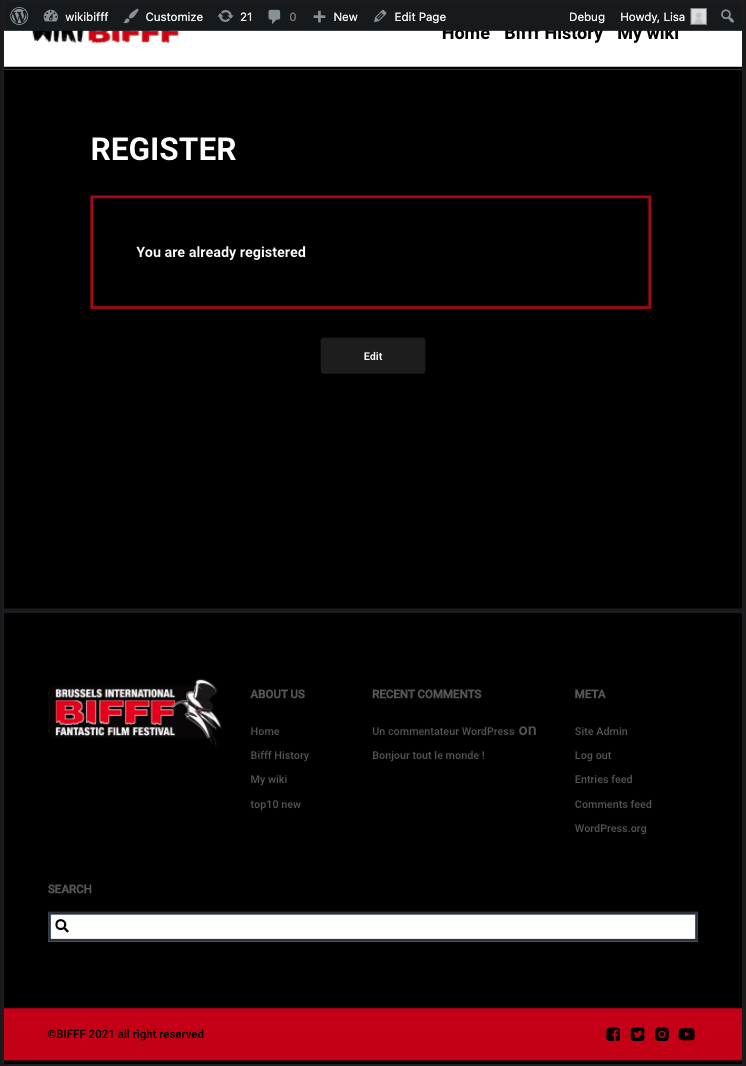 wikibifff Customize 21 0 New Edit Page Debug Howdy, Lisa
WIKIBIFFF Home Bifff History My wiki
REGISTER
You are already registered
Edit
BRUSSELS INTERNATIONAL
BIFFF
FANTASTIC FILM FESTIVAL
ABOUT US
Home
Bifff History
My wiki
top10 new
RECENT COMMENTS
Un commentateur WordPress on
Bonjour tout le monde !
META
Site Admin
Log out
Entries feed
Comments feed
WordPress.org
SEARCH
©BIFFF 2021 all right reserved